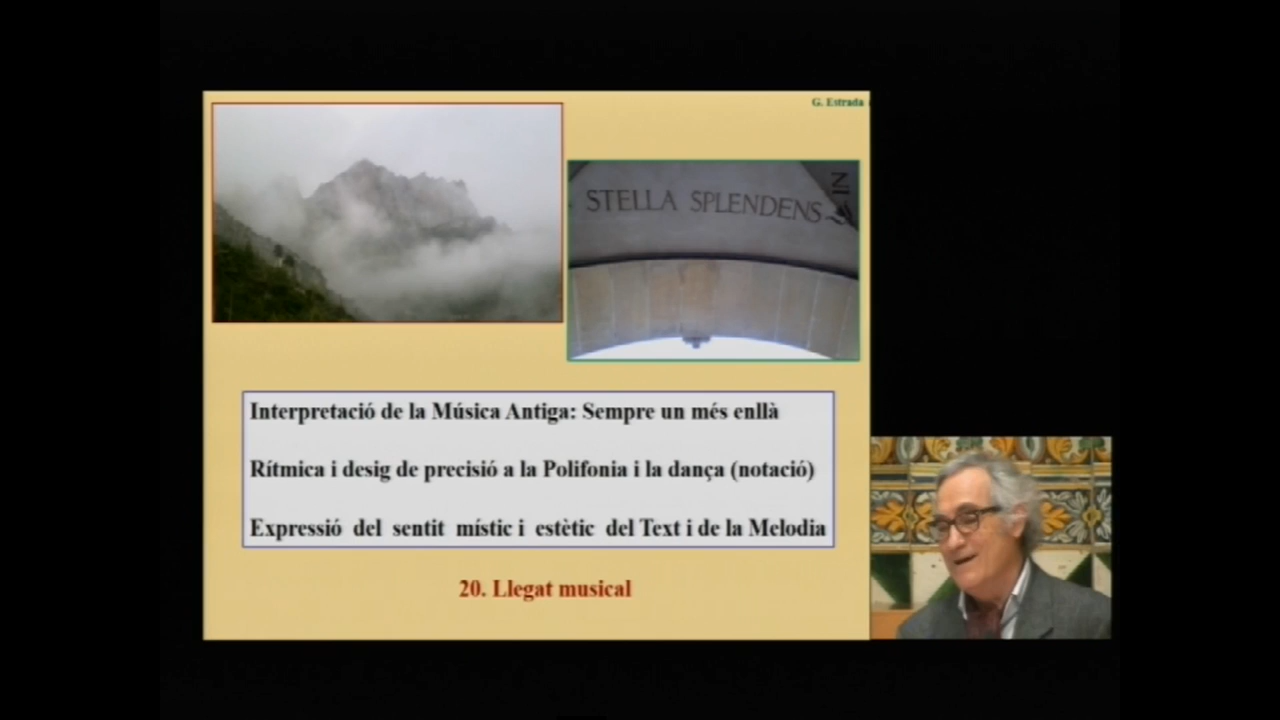 G. Estrada
STELLA SPLENDENS
IN
Interpretació de la Música Antiga: Sempre un més enllà
Rítmica i desig de precisió a la Polifonia i la dança (notació)
Expressió del sentit místic i estètic del Text i de la Melodia
20. Llegat musical